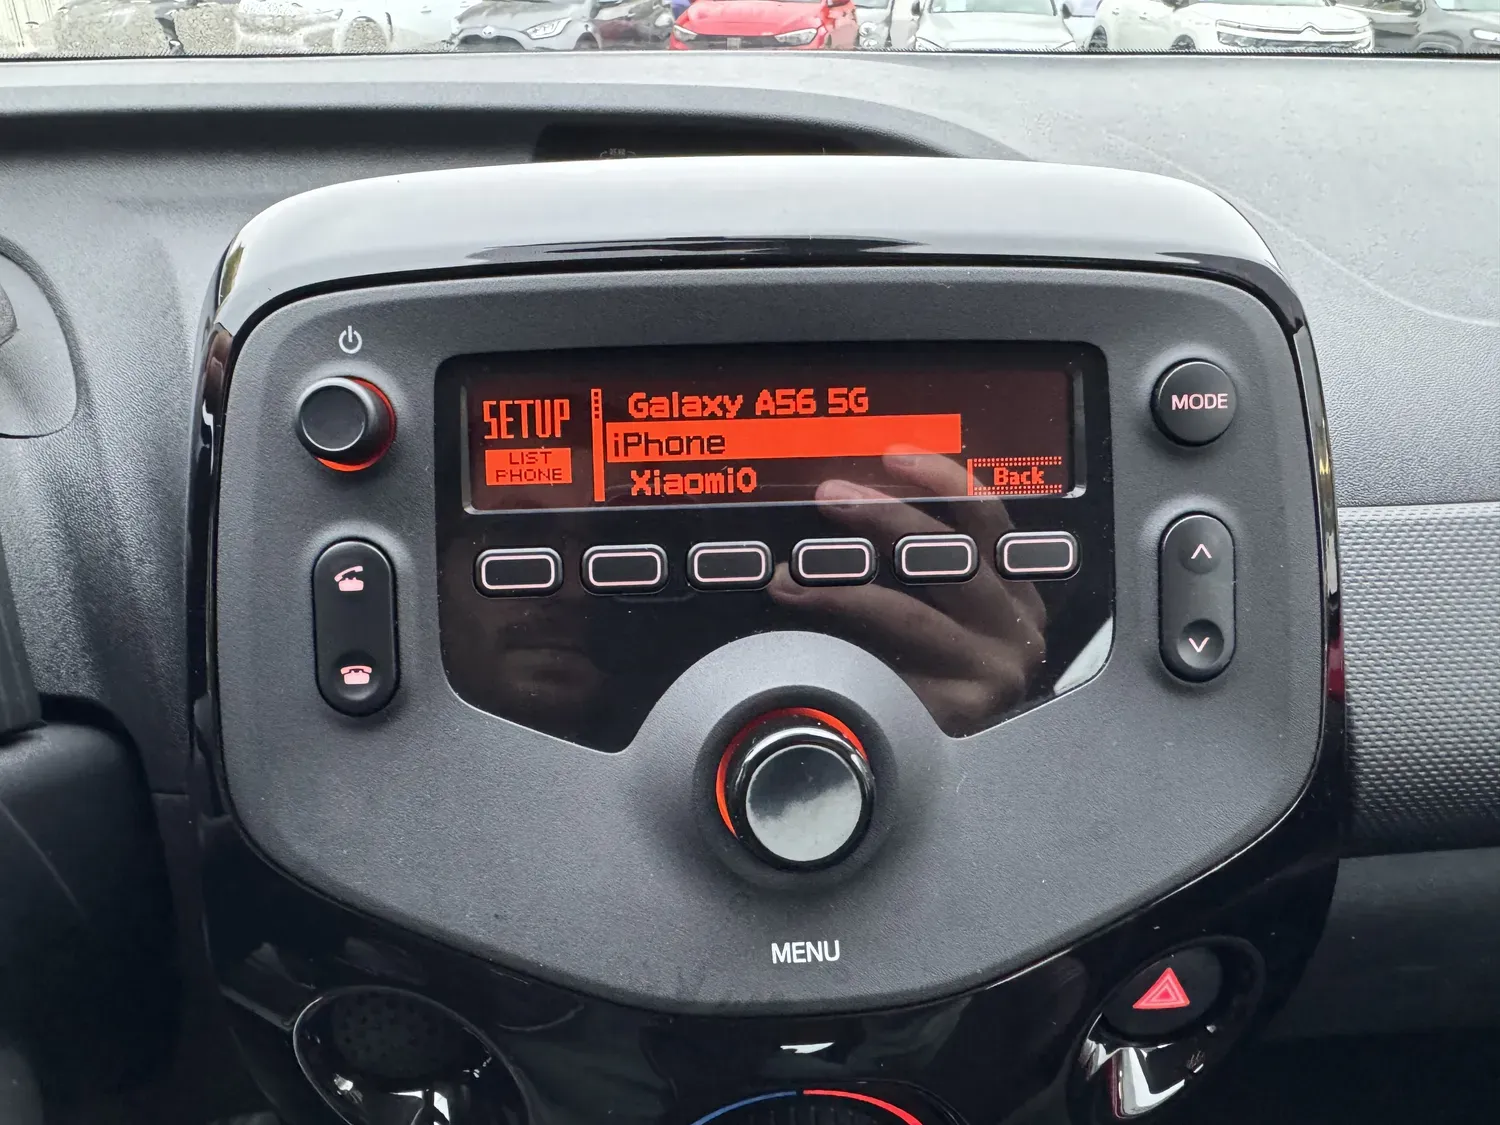 SETUP
LIST
PHONE
Galaxy A56 5G
iPhone
Xiaomi0
Back
MODE
MENU